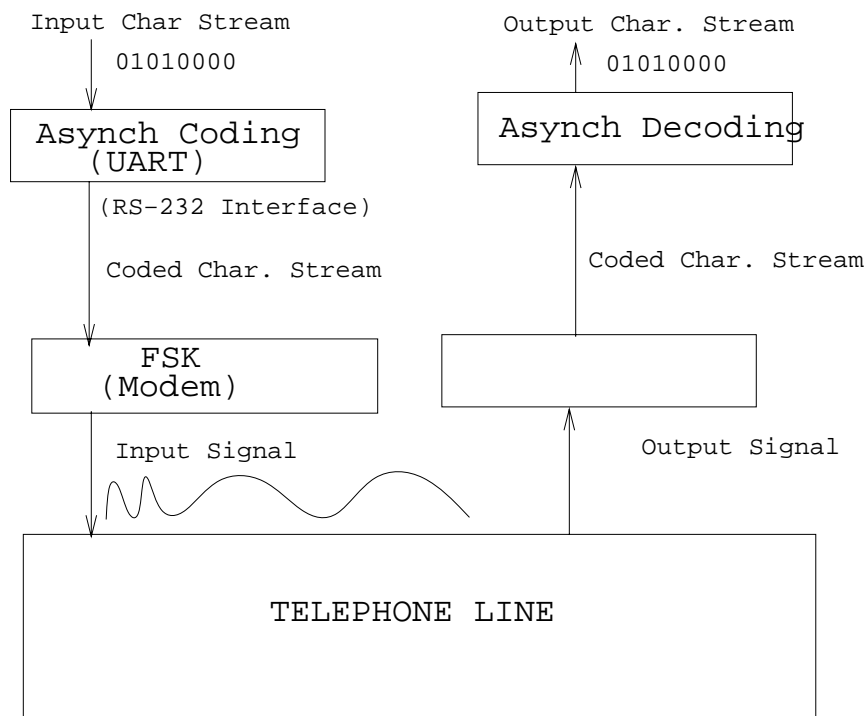 Input Char Stream
01010000
Asynch Coding
(UART)
(RS-232 Interface)
Coded Char. Stream
FSK
(Modem)
Input Signal
Output Char. Stream
01010000
Asynch Decoding
Coded Char. Stream
Output Signal
TELEPHONE LINE